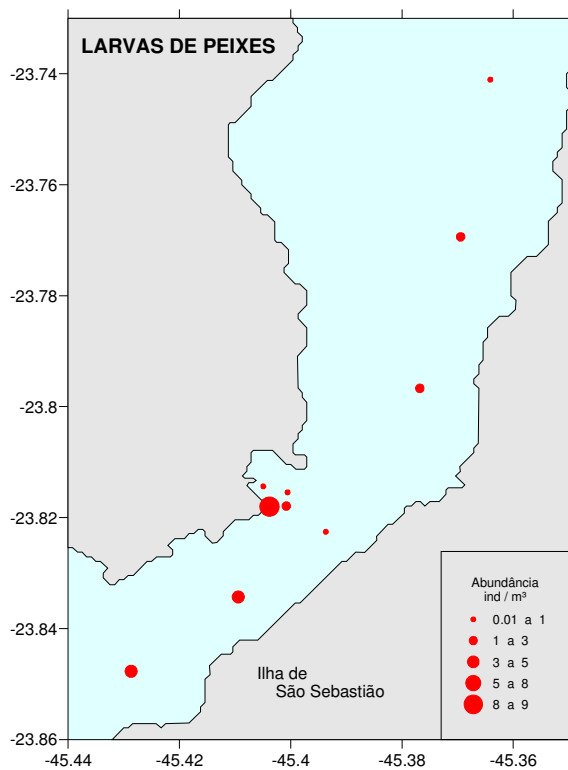 LARVAS DE PEIXES
-23.74
-23.76
-23.78
-23.8
-23.82
-23.84
-23.86
-45.44
-45.42
-45.4
-45.38
-45.36
Ilha de
São Sebastião
Abundância
ind / m³
0.01 a 1
1 a 3
3 a 5
5 a 8
8 a 9